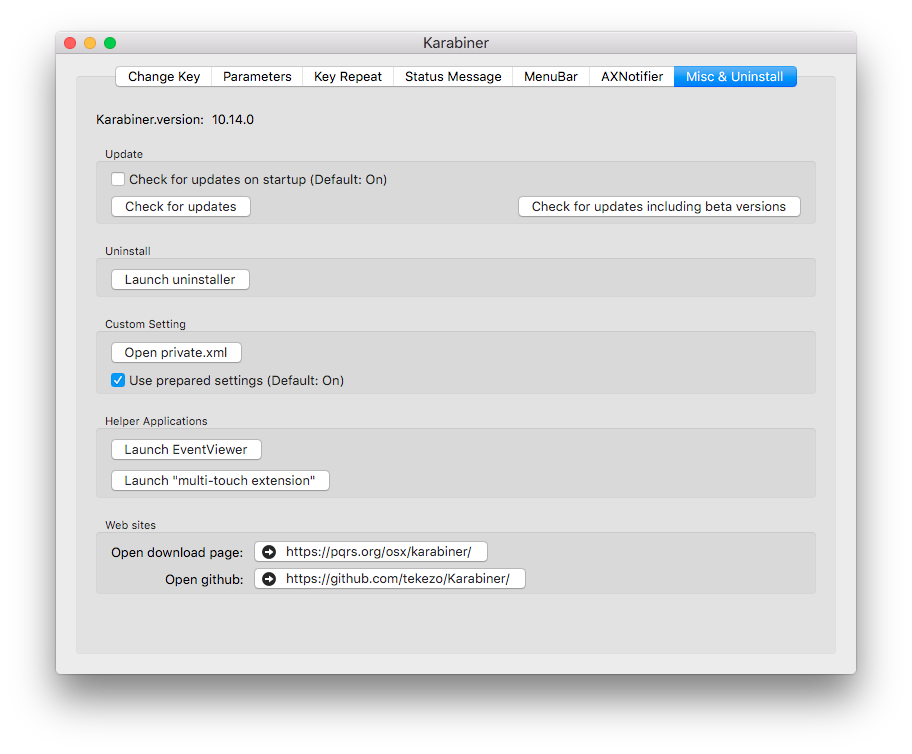 Karabiner
Change Key Parameters Key Repeat Status Message MenuBar AXNotifier Misc & Uninstall
Karabiner.version: 10.14.0
Update
Check for updates on startup (Default: On)
Check for updates Check for updates including beta versions
Uninstall
Launch uninstaller
Custom Setting
Open private.xml
Use prepared settings (Default: On)
Helper Applications
Launch EventViewer
Launch "multi-touch extension"
Web sites
Open download page: https://pqrs.org/osx/karabiner/
Open github: https://github.com/tekezo/Karabiner/